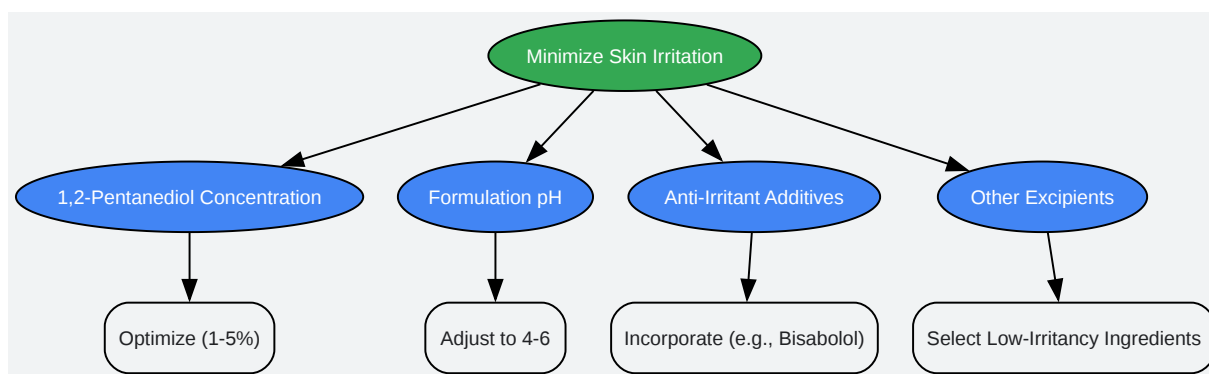 Minimize Skin Irritation
1,2-Pentanediol Concentration
Formulation pH
Anti-Irritant Additives
Other Excipients
Optimize (1-5%)
Adjust to 4-6
Incorporate (e.g., Bisabolol)
Select Low-Irritancy Ingredients